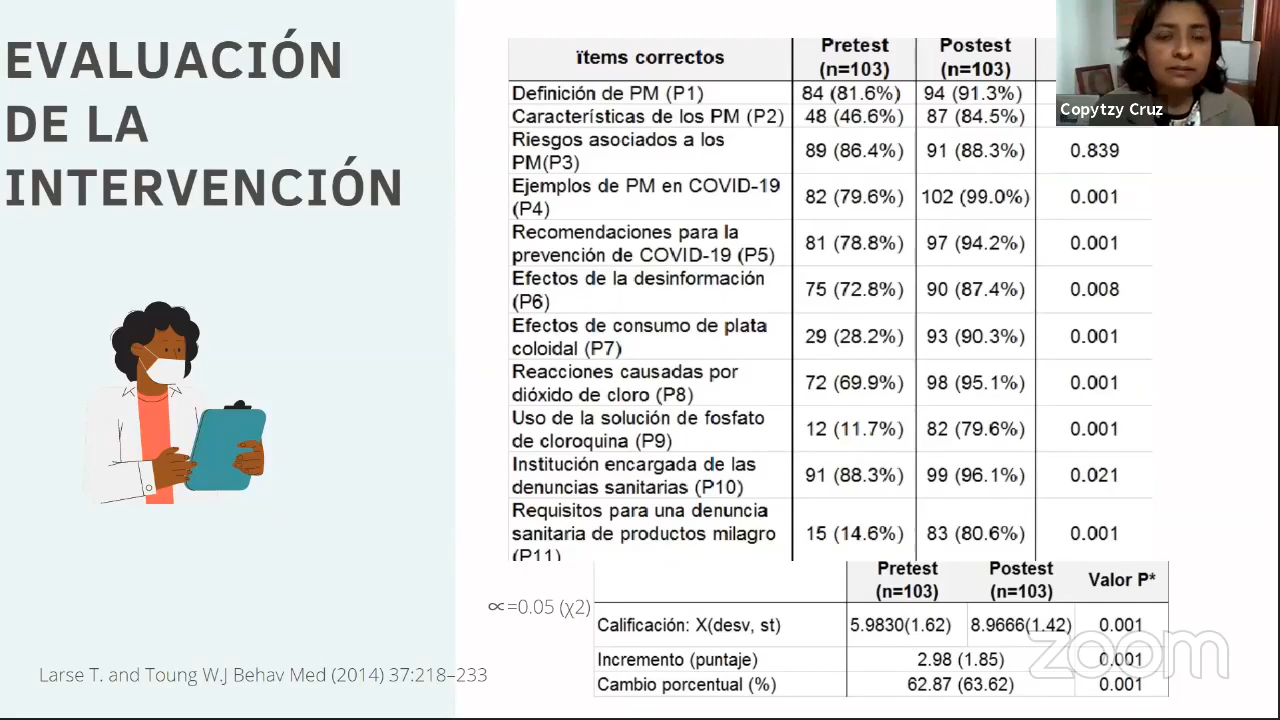 EVALUACIÓN
DE LA
INTERVENCIÓN
ïtems correctos
Pretest
(n=103)
Postest
(n=103)
Definición de PM (P1)
84 (81.6%)
94 (91.3%)
Características de los PM (P2)
48 (46.6%)
87 (84.5%)
Riesgos asociados a los
PM(P3)
89 (86.4%)
91 (88.3%)
0.839
Ejemplos de PM en COVID-19
(P4)
82 (79.6%)
102 (99.0%)
0.001
Recomendaciones para la
prevención de COVID-19 (P5)
81 (78.8%)
97 (94.2%)
0.001
Efectos de la desinformación
(P6)
75 (72.8%)
90 (87.4%)
0.008
Efectos de consumo de plata
coloidal (P7)
29 (28.2%)
93 (90.3%)
0.001
Reacciones causadas por
dióxido de cloro (P8)
72 (69.9%)
98 (95.1%)
0.001
Uso de la solución de fosfato
de cloroquina (P9)
12 (11.7%)
82 (79.6%)
0.001
Institución encargada de las
denuncias sanitarias (P10)
91 (88.3%)
99 (96.1%)
0.021
Requisitos para una denuncia
sanitaria de productos milagro
(P11)
15 (14.6%)
83 (80.6%)
0.001
Pretest
(n=103)
Postest
(n=103)
Valor P*
∝=0.05 (χ2)
Calificación: X(desv, st)
5.9830(1.62)
8.9666(1.42)
0.001
Incremento (puntaje)
2.98 (1.85)
0.001
Cambio porcentual (%)
62.87 (63.62)
0.001
Larse T. and Toung W.J Behav Med (2014) 37:218–233
Copytzy Cruz
zoom